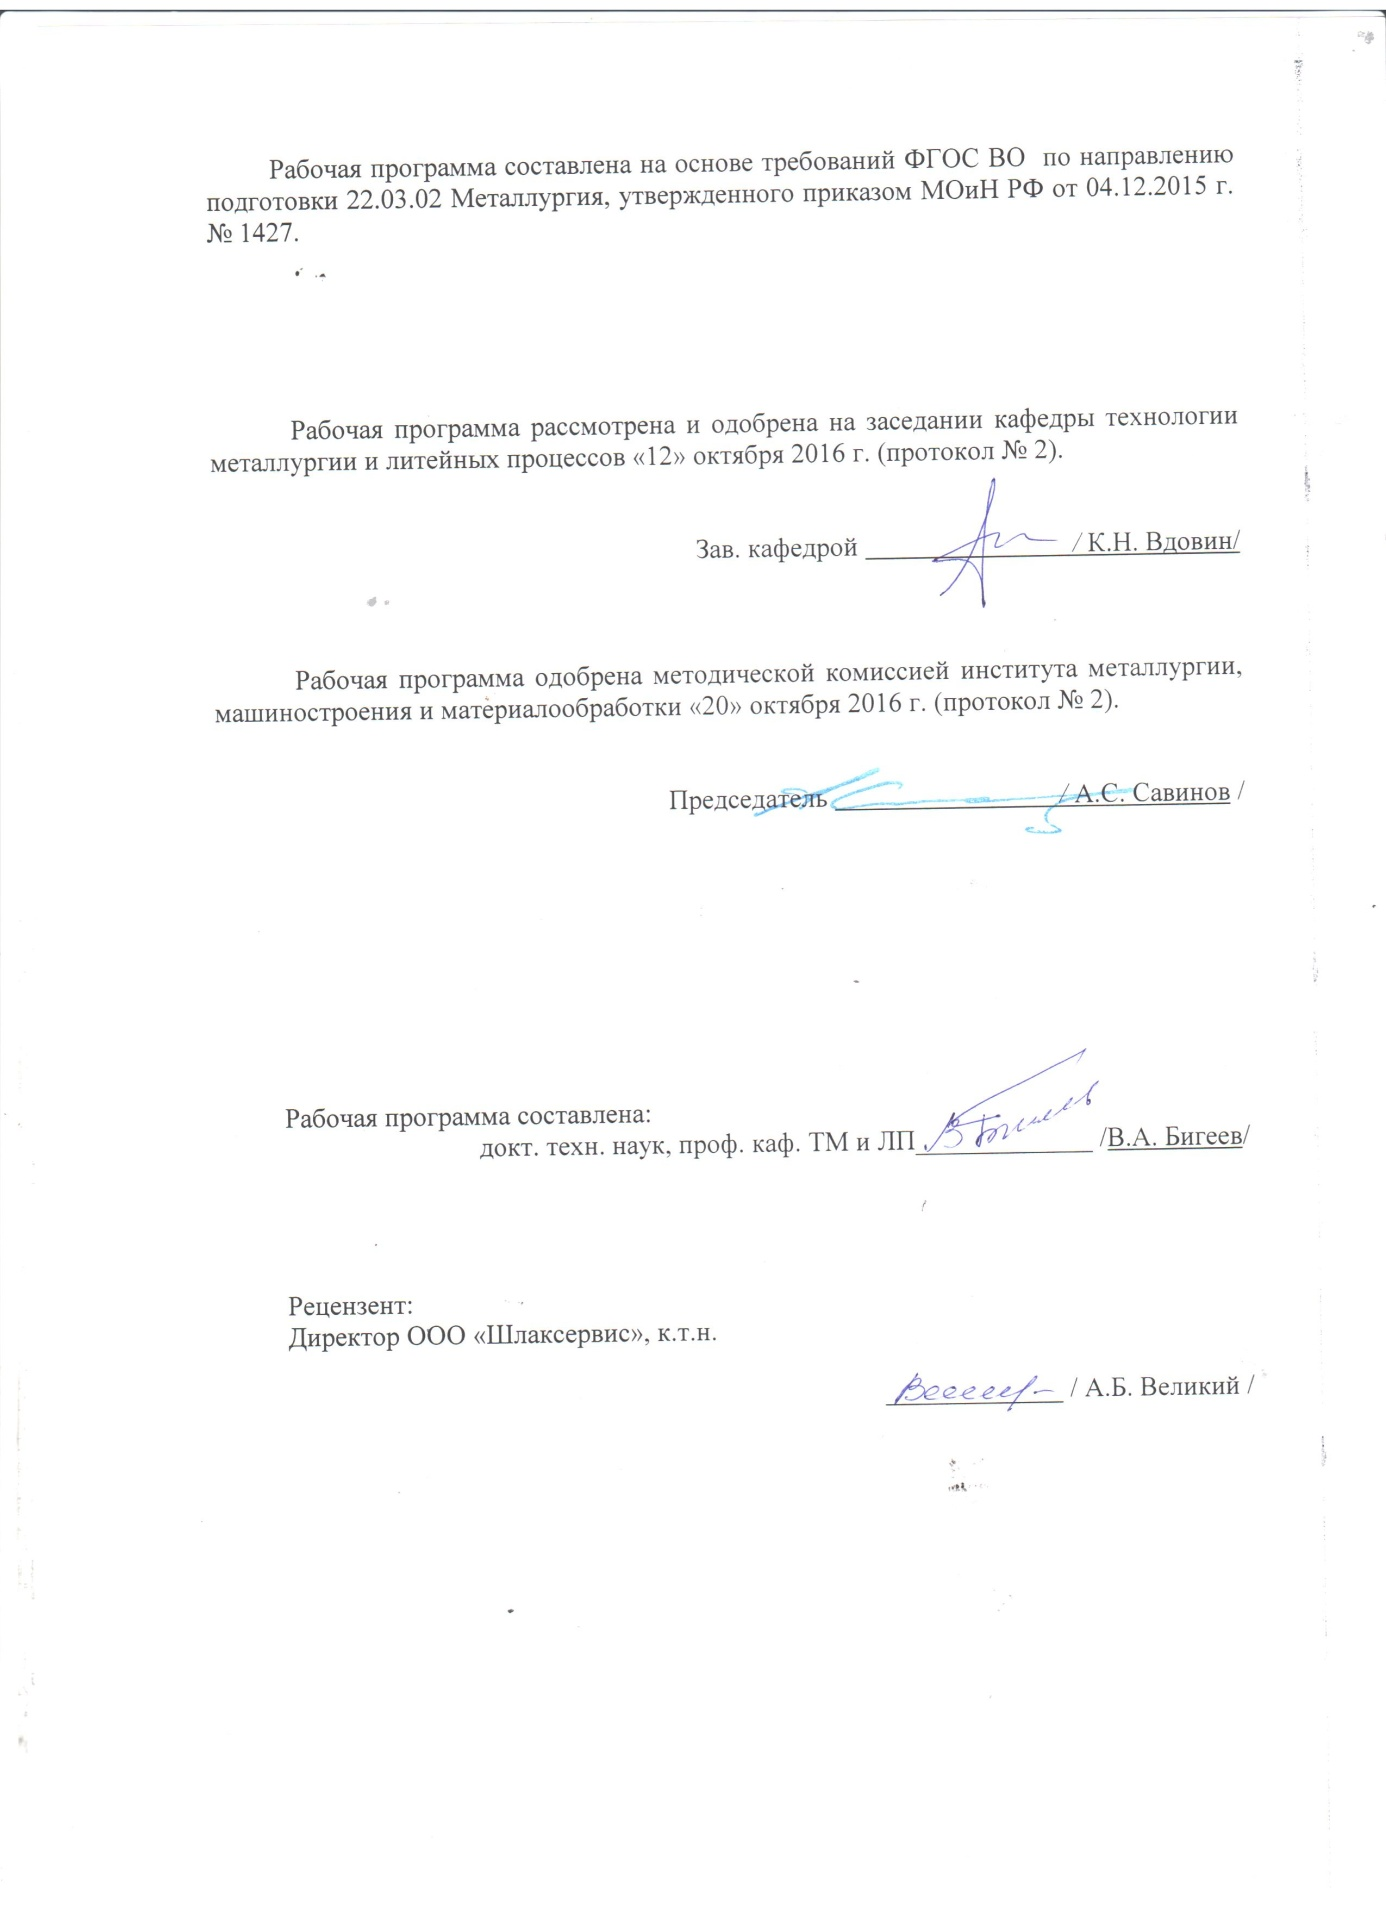 Рабочая программа составлена на основе требований ФГОС ВО по направлению
подготовки 22.03.02 Металлургия, утвержденного приказом МОиН РФ от 04.12.2015 г.
№ 1427.
Рабочая программа рассмотрена и одобрена на заседании кафедры технологии
металлургии и литейных процессов «12» октября 2016 г. (протокол № 2).
Зав. кафедрой / К.Н. Вдовин/
Рабочая программа одобрена методической комиссией института металлургии,
машиностроения и материалообработки «20» октября 2016 г. (протокол № 2).
Председатель / А.С. Савинов /
Рабочая программа составлена:
докт. техн. наук, проф. каф. ТМ и ЛП /В.А. Бигеев/
Рецензент:
Директор ООО «Шлаксервис», к.т.н.
/ А.Б. Великий /